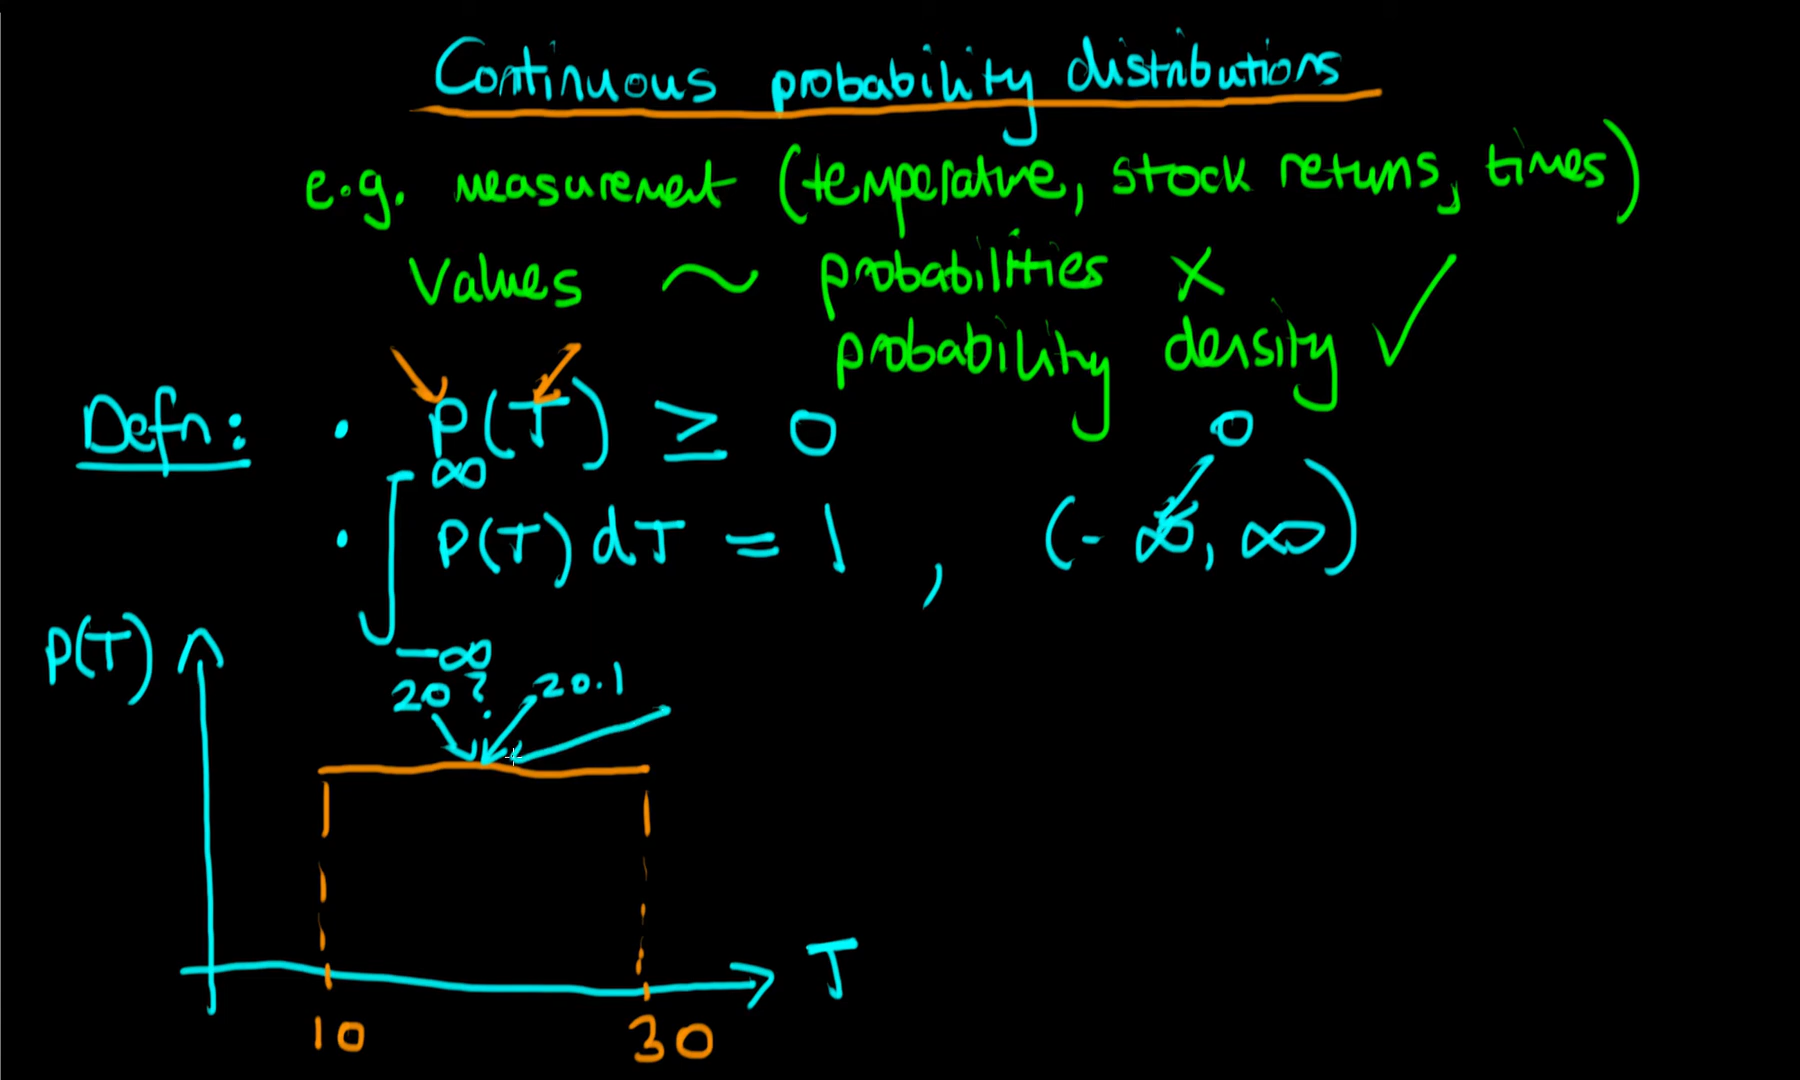 Continuous probability distributions
e.g. measurement (temperature, stock returns, times)
Values ~ probabilities ×
probability density ✓
Defn: • P(T) ≥ 0
• ∫_{-∞}^{∞} P(T) dT = 1 , (-∞, ∞)
0
P(T)
20? 20.1
T
10 30